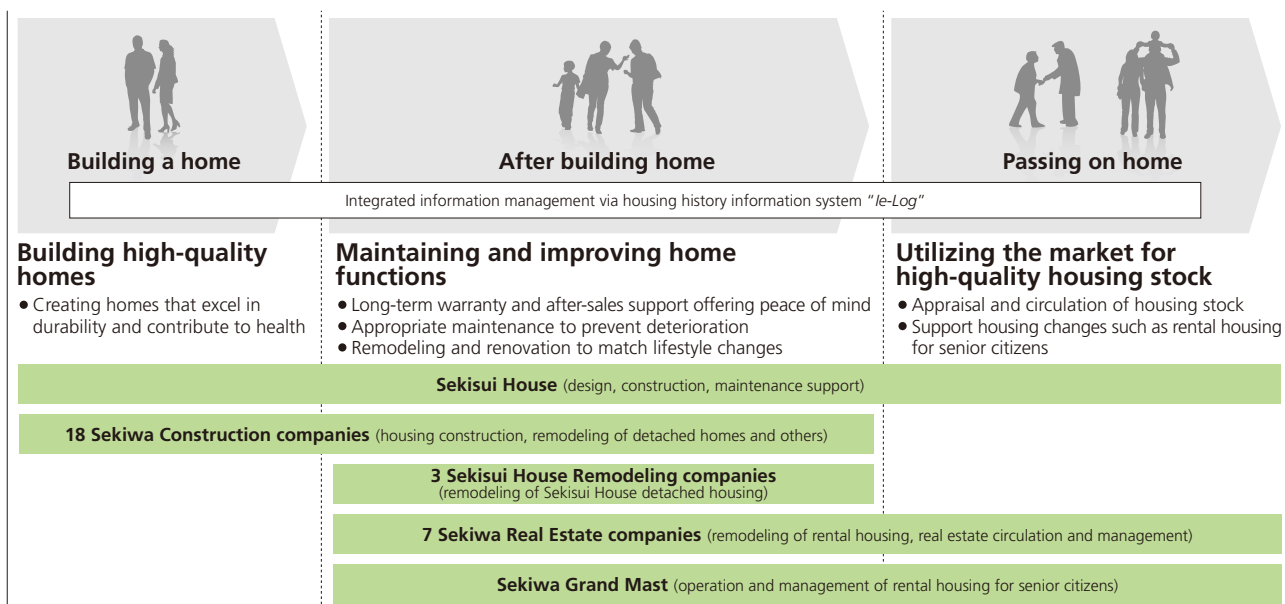 Building a home
After building home
Passing on home
Integrated information management via housing history information system "Ie-Log"
Building high-quality
homes
• Creating homes that excel in
durability and contribute to health
Maintaining and improving home
functions
• Long-term warranty and after-sales support offering peace of mind
• Appropriate maintenance to prevent deterioration
• Remodeling and renovation to match lifestyle changes
Utilizing the market for
high-quality housing stock
• Appraisal and circulation of housing stock
• Support housing changes such as rental housing
for senior citizens
Sekisui House (design, construction, maintenance support)
18 Sekiwa Construction companies (housing construction, remodeling of detached homes and others)
3 Sekisui House Remodeling companies
(remodeling of Sekisui House detached housing)
7 Sekiwa Real Estate companies (remodeling of rental housing, real estate circulation and management)
Sekiwa Grand Mast (operation and management of rental housing for senior citizens)